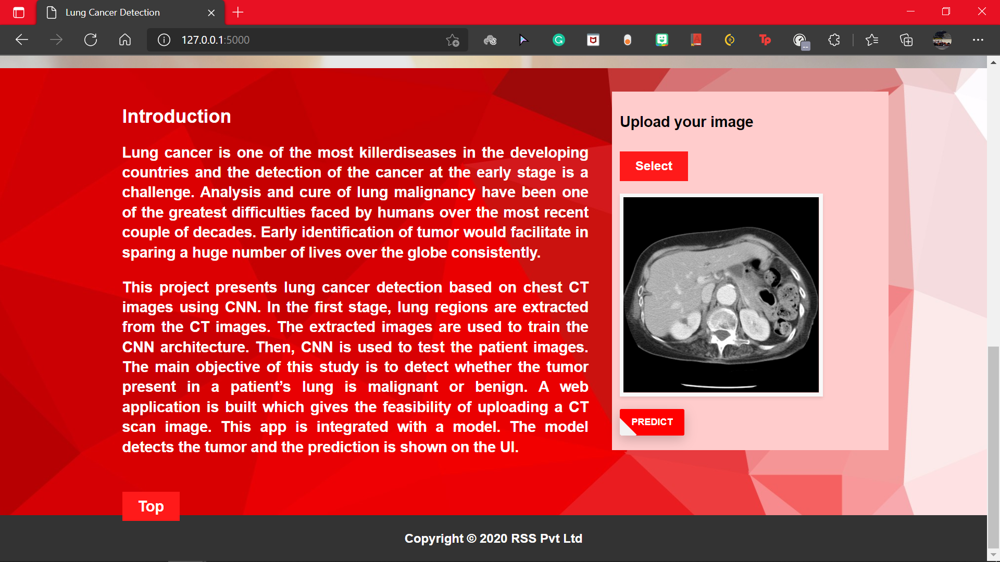 Lung Cancer Detection
127.0.0.1:5000
Tp
Introduction
Lung cancer is one of the most killerdiseases in the developing
countries and the detection of the cancer at the early stage is a
challenge. Analysis and cure of lung malignancy have been one
of the greatest difficulties faced by humans over the most recent
couple of decades. Early identification of tumor would facilitate in
sparing a huge number of lives over the globe consistently.
This project presents lung cancer detection based on chest CT
images using CNN. In the first stage, lung regions are extracted
from the CT images. The extracted images are used to train the
CNN architecture. Then, CNN is used to test the patient images.
The main objective of this study is to detect whether the tumor
present in a patient’s lung is malignant or benign. A web
application is built which gives the feasibility of uploading a CT
scan image. This app is integrated with a model. The model
detects the tumor and the prediction is shown on the UI.
Upload your image
Select
PREDICT
Top
Copyright © 2020 RSS Pvt Ltd